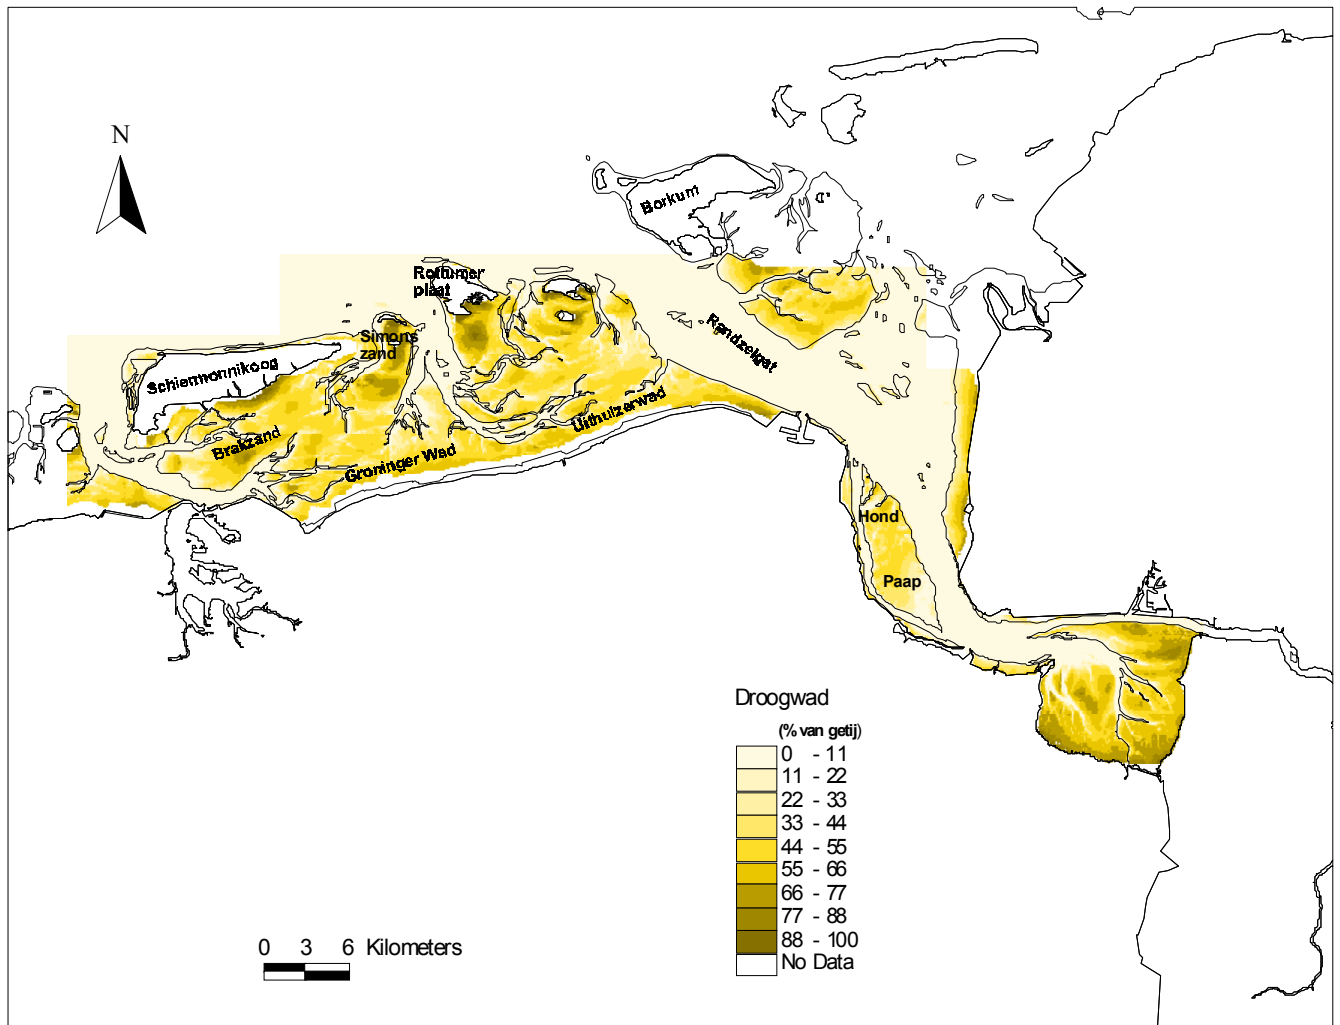 N
Borkum
Rottumer
plaat
Simons
zand
Randzelgat
Schiermonnikoog
Brakzand
Groninger Wad
Uithuizerwad
Hond
Paap
Droogwad
(% van getij)
0 - 11
11 - 22
22 - 33
33 - 44
44 - 55
55 - 66
66 - 77
77 - 88
88 - 100
No Data
0 3 6 Kilometers